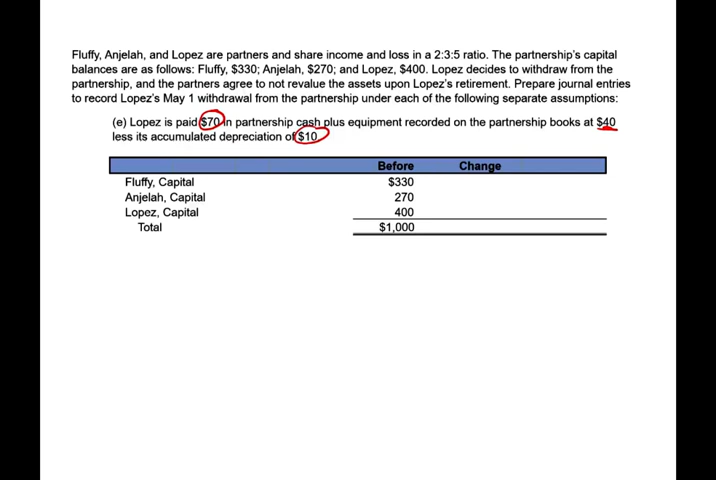 Fluffy, Anjelah, and Lopez are partners and share income and loss in a 2:3:5 ratio. The partnership's capital
balances are as follows: Fluffy, $330; Anjelah, $270; and Lopez, $400. Lopez decides to withdraw from the
partnership, and the partners agree to not revalue the assets upon Lopez's retirement. Prepare journal entries
to record Lopez's May 1 withdrawal from the partnership under each of the following separate assumptions:
(e) Lopez is paid $70 in partnership cash plus equipment recorded on the partnership books at $40
less its accumulated depreciation of $10
Before Change
Fluffy, Capital $330
Anjelah, Capital 270
Lopez, Capital 400
Total $1,000